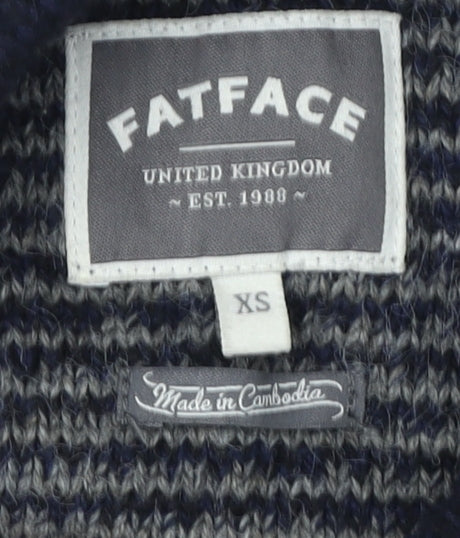 FATFACE
UNITED KINGDOM
~ EST. 1988 ~
XS
Made in Cambodia